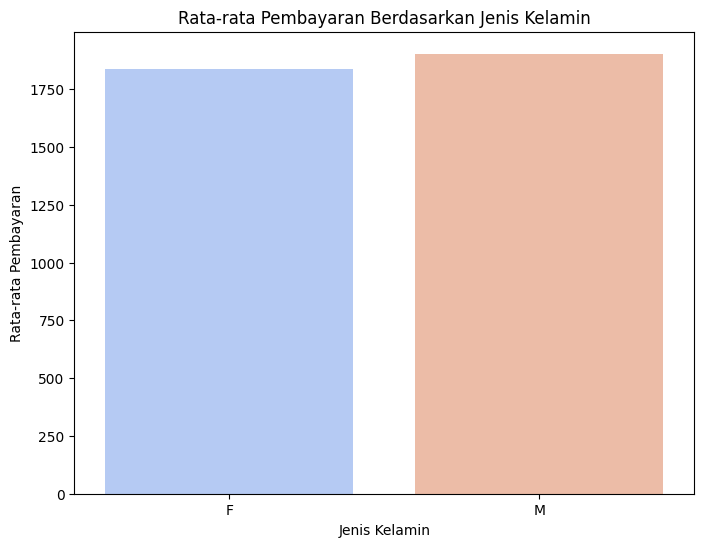 Rata-rata Pembayaran Berdasarkan Jenis Kelamin
Rata-rata Pembayaran
1750
1500
1250
1000
750
500
250
0
F
M
Jenis Kelamin